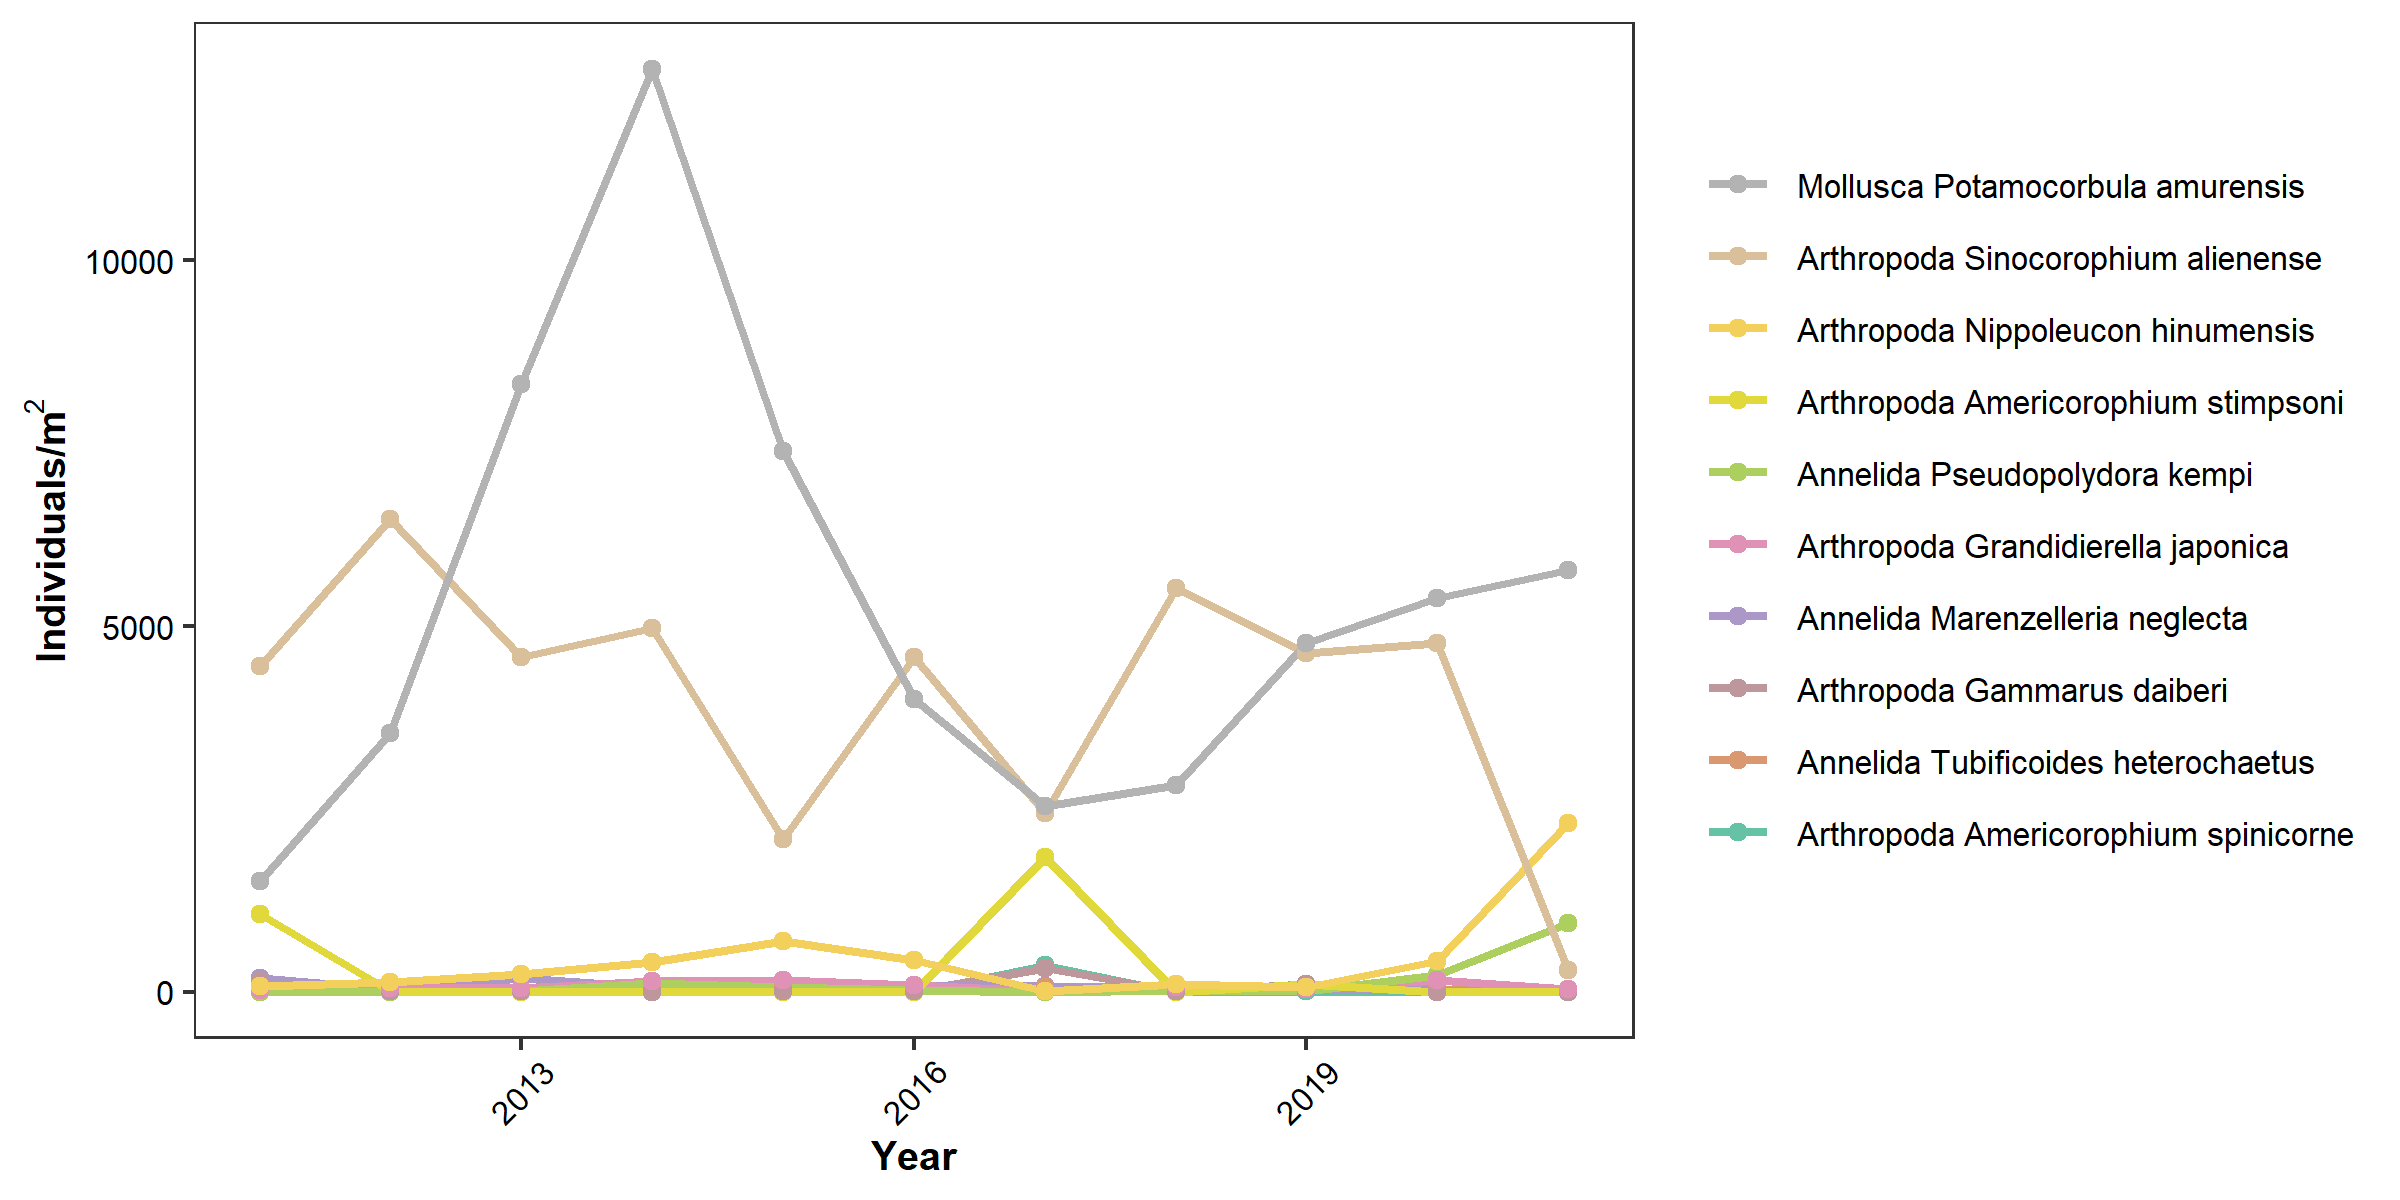 Individuals/m²
10000
5000
0
2013
2016
2019
Year
Mollusca Potamocorbula amurensis
Arthropoda Sinocorophium alienense
Arthropoda Nippoleucon hinumensis
Arthropoda Americorophium stimpsoni
Annelida Pseudopolydora kempi
Arthropoda Grandidierella japonica
Annelida Marenzelleria neglecta
Arthropoda Gammarus daiberi
Annelida Tubificoides heterochaetus
Arthropoda Americorophium spinicorne